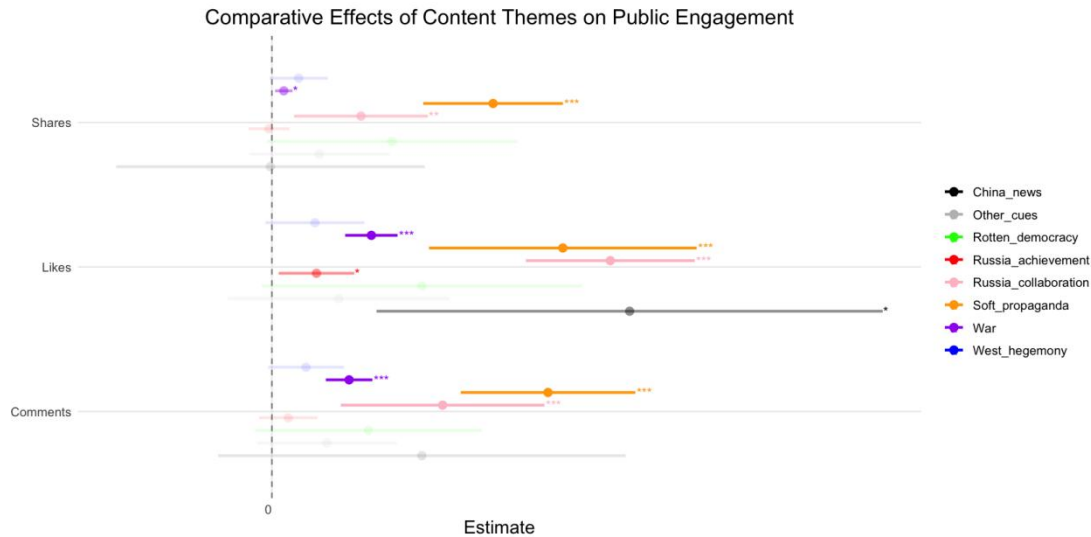 Comparative Effects of Content Themes on Public Engagement
*
***
**
Shares
***
***
***
Likes
*
*
***
***
***
Comments
0
Estimate
China_news
Other_cues
Rotten_democracy
Russia_achievement
Russia_collaboration
Soft_propaganda
War
West_hegemony